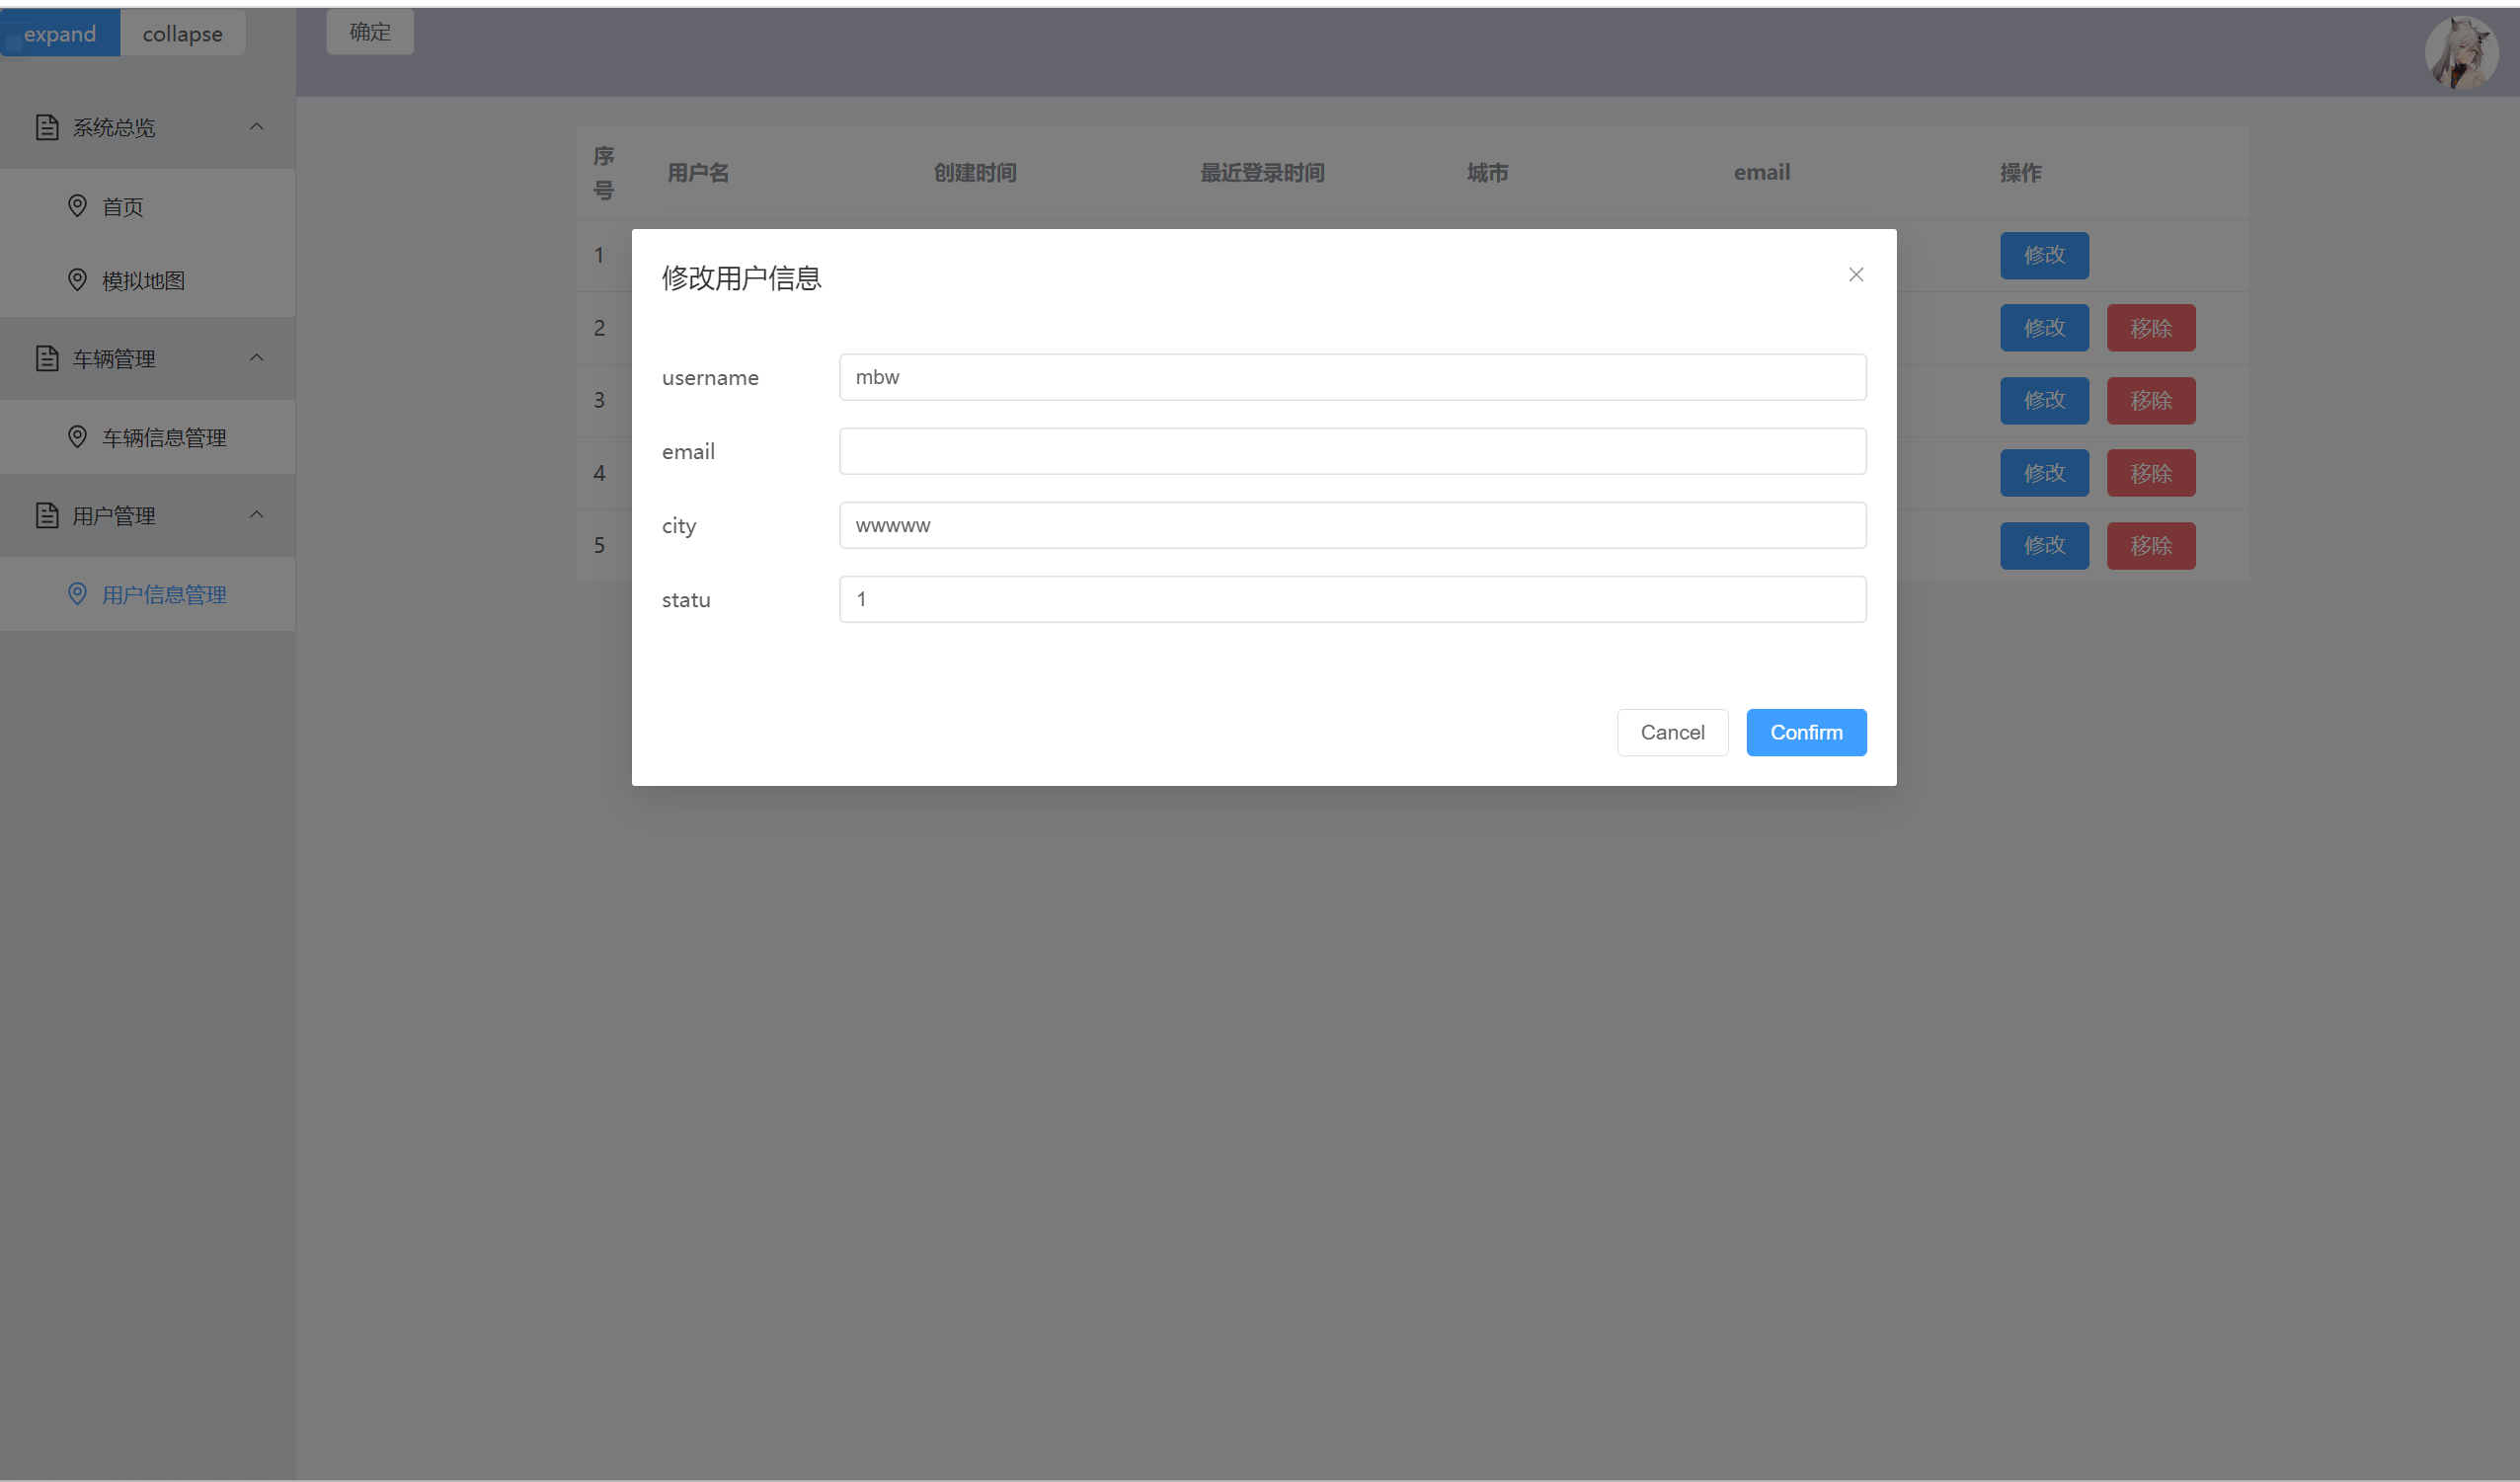 expand collapse 确定
系统总览
首页
模拟地图
车辆管理
车辆信息管理
用户管理
用户信息管理
序号 用户名 创建时间 最近登录时间 城市 email 操作
1 修改
2 修改 移除
3 修改 移除
4 修改 移除
5 修改 移除
修改用户信息
username mbw
email
city wwwww
statu 1
Cancel Confirm